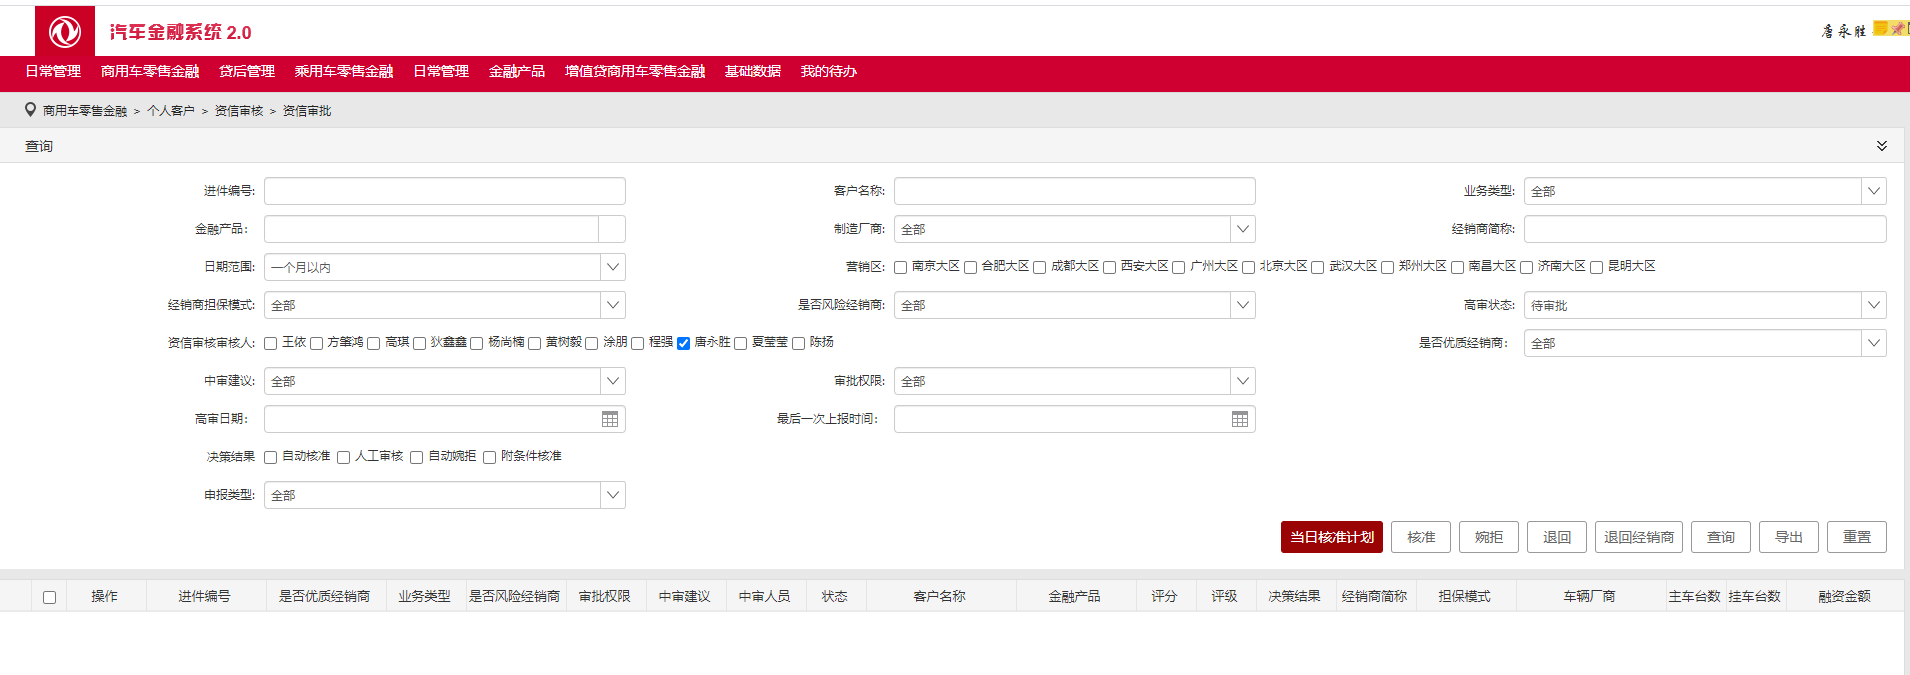 汽车金融系统 2.0
唐永胜
日常管理 商用车零售金融 贷后管理 乘用车零售金融 日常管理 金融产品 增值贷商用车零售金融 基础数据 我的待办
商用车零售金融 > 个人客户 > 资信审核 > 资信审批
查询
进件编号: 客户名称: 业务类型: 全部
金融产品: 制造厂商: 全部 经销商简称:
日期范围: 一个月以内 营销区: 南京大区 合肥大区 成都大区 西安大区 广州大区 北京大区 武汉大区 郑州大区 南昌大区 济南大区 昆明大区
经销商担保模式: 全部 是否风险经销商: 全部 高审状态: 待审批
资信审核审核人: 王依 方肇鸿 高琪 狄鑫鑫 杨尚楠 黄树毅 涂朋 程强 唐永胜 夏莹莹 陈扬 是否优质经销商: 全部
中审建议: 全部 审批权限: 全部
高审日期: 最后一次上报时间:
决策结果 自动核准 人工审核 自动婉拒 附条件核准
申报类型: 全部
当日核准计划 核准 婉拒 退回 退回经销商 查询 导出 重置
操作 进件编号 是否优质经销商 业务类型 是否风险经销商 审批权限 中审建议 中审人员 状态 客户名称 金融产品 评分 评级 决策结果 经销商简称 担保模式 车辆厂商 主车台数 挂车台数 融资金额